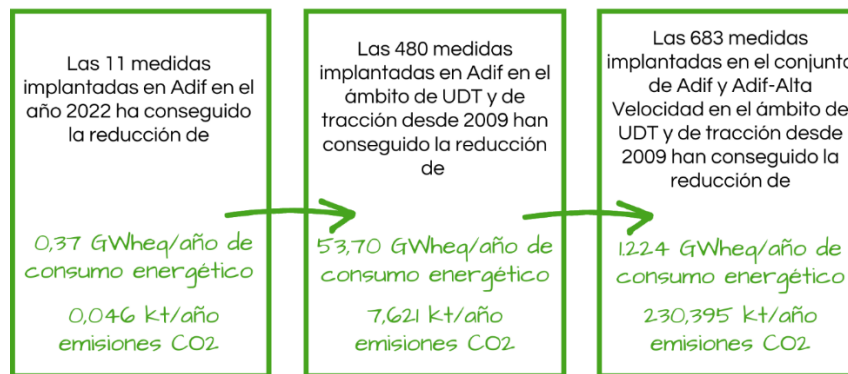 Las 11 medidas
implantadas en Adif en el
año 2022 ha conseguido
la reducción de
0,37 GWheq/año de
consumo energético
0,046 kt/año
emisiones CO2
Las 480 medidas
implantadas en Adif en el
ámbito de UDT y de
tracción desde 2009 han
conseguido la reducción
de
53,70 GWheq/año de
consumo energético
7,621 kt/año
emisiones CO2
Las 683 medidas
implantadas en el conjunto
de Adif y Adif-Alta
Velocidad en el ámbito de
UDT y de tracción desde
2009 han conseguido la
reducción de
1.224 GWheq/año de
consumo energético
230,395 kt/año
emisiones CO2